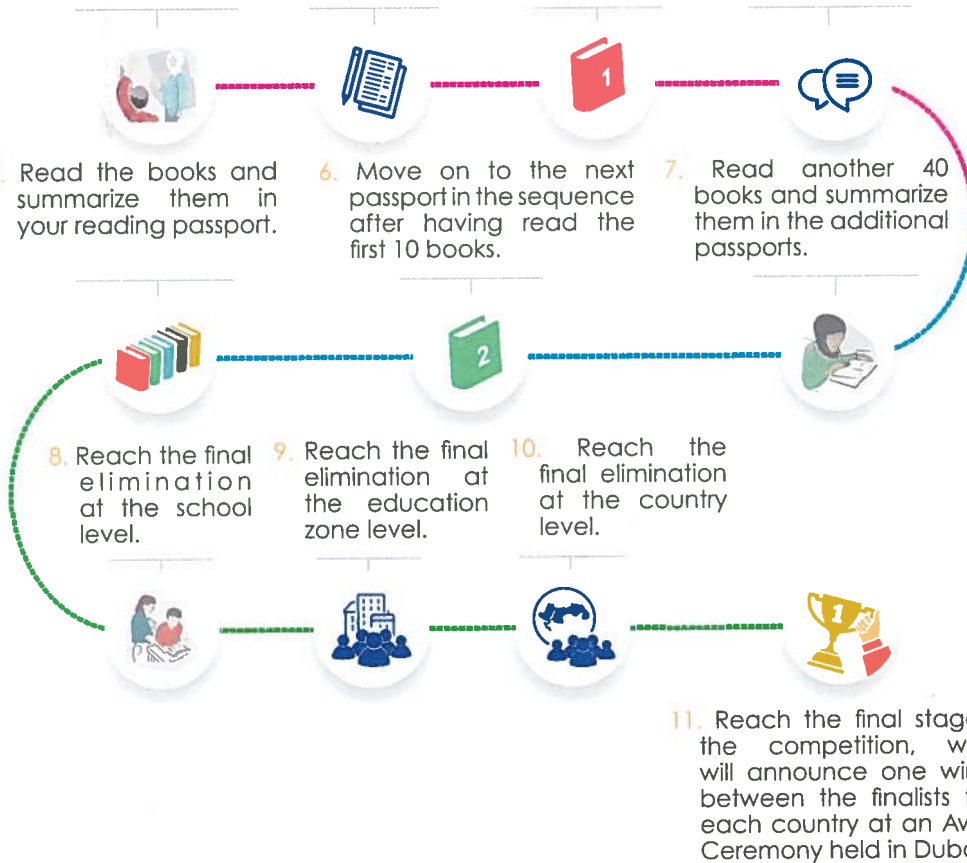 1
. Read the books and
summarize them in
your reading passport.
6. Move on to the next
passport in the sequence
after having read the
first 10 books.
7. Read another 40
books and summarize
them in the additional
passports.
2
8. Reach the final
elimination
at the school
level.
9. Reach the final
elimination at
the education
zone level.
10. Reach the
final elimination
at the country
level.
1
11. Reach the final
the competition,
will announce one
between the finalists
each country at an
Ceremony held in